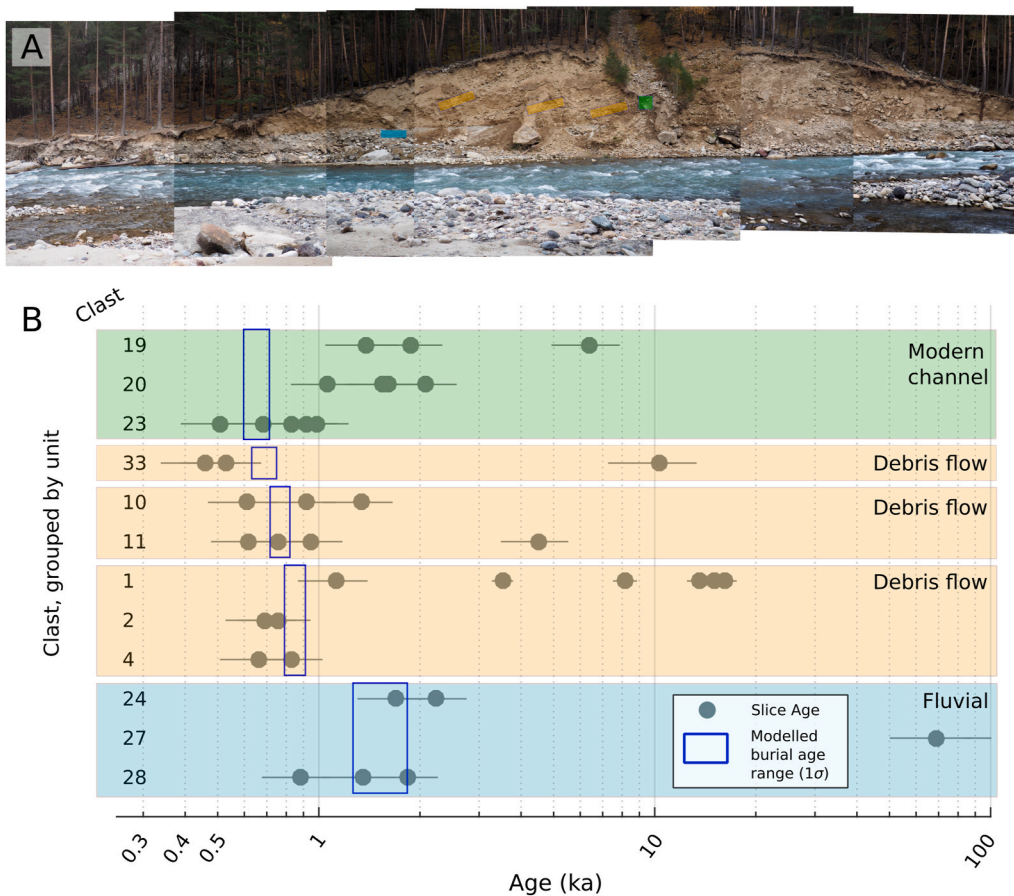 A
B
Clast
19
Modern
channel
20
23
33
Debris flow
10
Debris flow
11
1
Debris flow
2
4
24
Fluvial
27
28
Slice Age
Modelled
burial age
range (1σ)
Clast, grouped by unit
0.3
0.4
0.5
1
10
100
Age (ka)